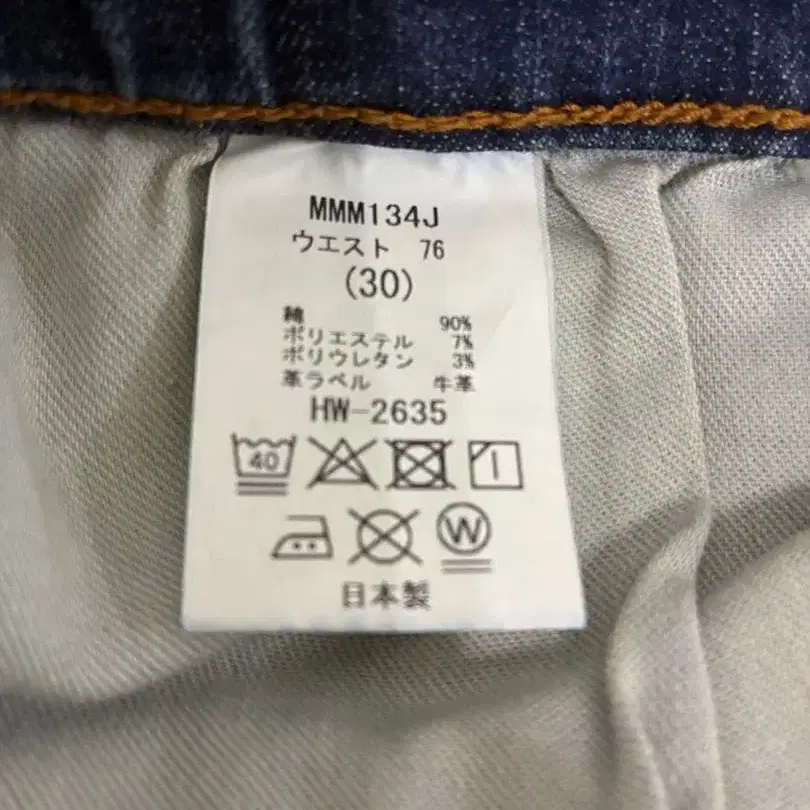 MMM134J
ウエスト 76
(30)
綿 90%
ポリエステル 7%
ポリウレタン 3%
革ラベル 牛革
HW-2635
40
W
日本製